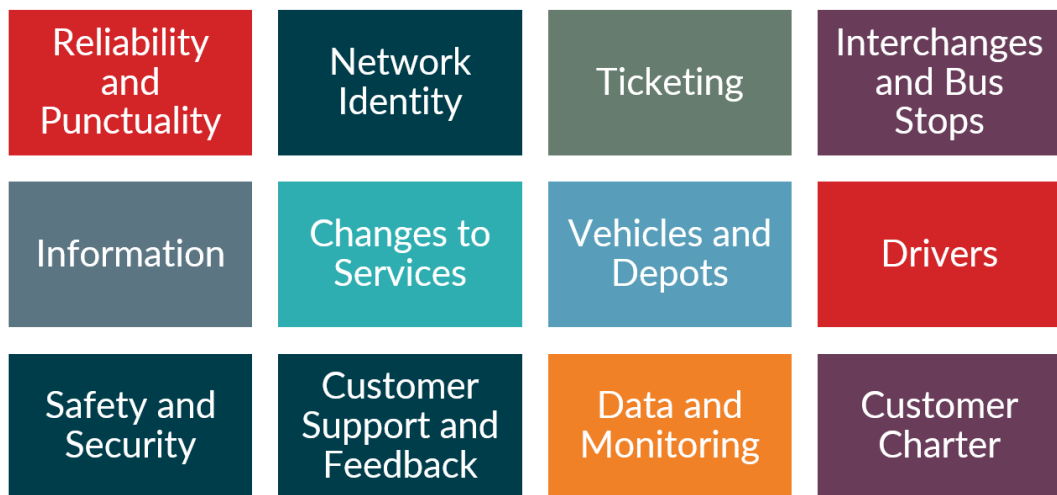 Reliability
and
Punctuality
Network
Identity
Ticketing
Interchanges
and Bus
Stops
Information
Changes to
Services
Vehicles and
Depots
Drivers
Safety and
Security
Customer
Support and
Feedback
Data and
Monitoring
Customer
Charter